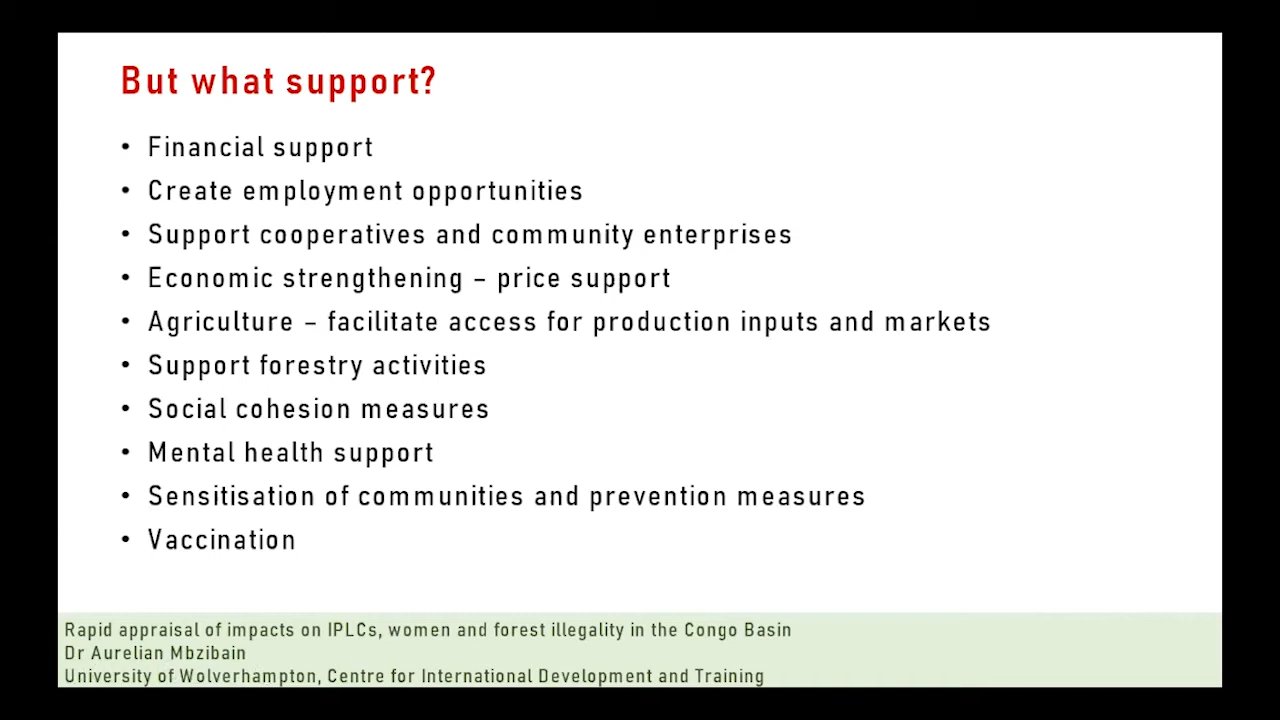 But what support?
• Financial support
• Create employment opportunities
• Support cooperatives and community enterprises
• Economic strengthening – price support
• Agriculture – facilitate access for production inputs and markets
• Support forestry activities
• Social cohesion measures
• Mental health support
• Sensitisation of communities and prevention measures
• Vaccination
Rapid appraisal of impacts on IPLCs, women and forest illegality in the Congo Basin
Dr Aurelian Mbzibain
University of Wolverhampton, Centre for International Development and Training